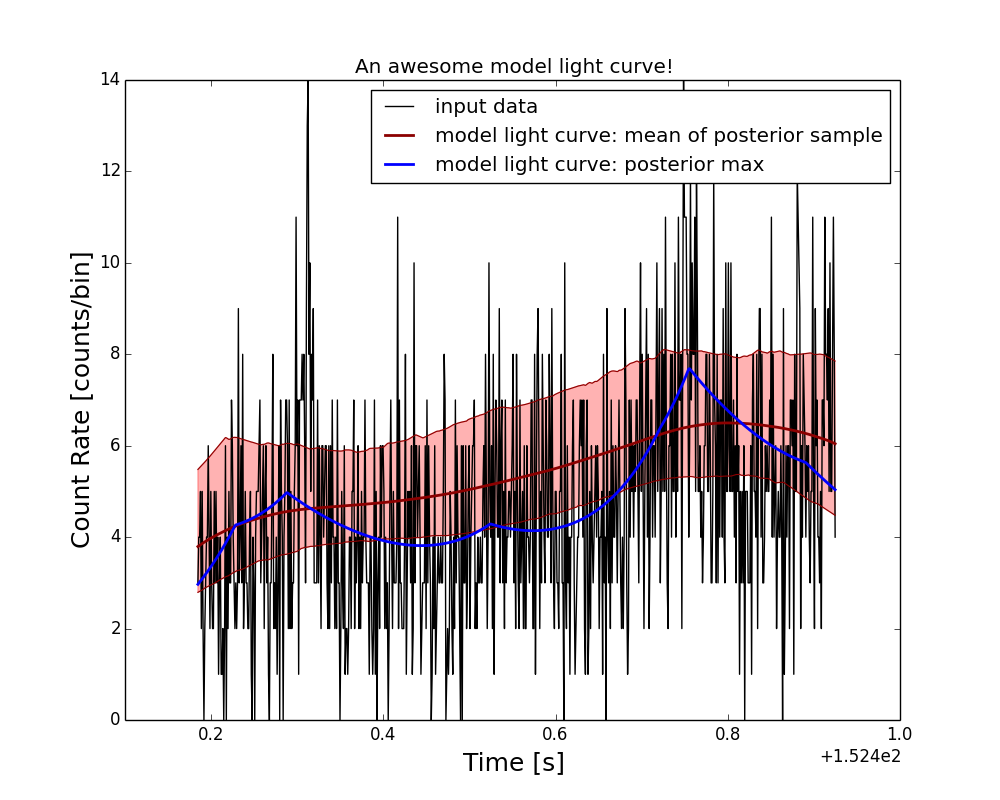 An awesome model light curve!
14
input data
model light curve: mean of posterior sample
model light curve: posterior max
12
10
8
6
4
2
0
Count Rate [counts/bin]
0.2 0.4 0.6 0.8 1.0
+1.524e2
Time [s]